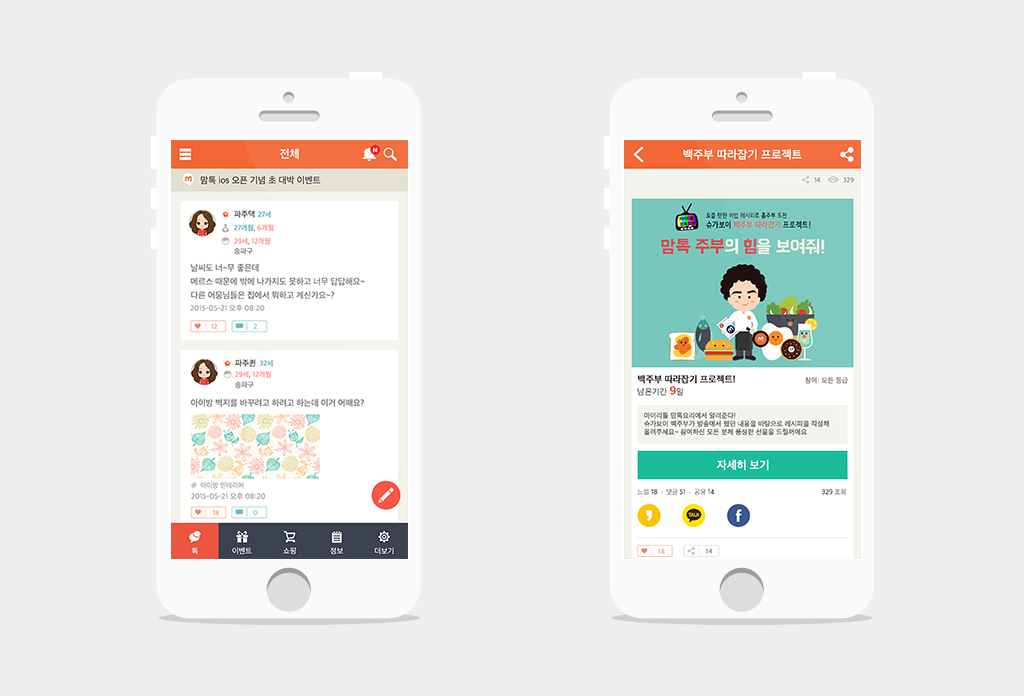 전체
N
맘톡 ios 오픈 기념 초 대박 이벤트
파주댁 27세
27개월, 6개월
29세, 12개월
송파구
날씨도 너~무 좋은데
메르스 때문에 밖에 나가지도 못하고 너무 답답해요~
다른 어뭉님들은 집에서 뭐하고 계신가요~?
2015-05-21 오후 08:20
12
2
파주퀸 32세
29세, 12개월
송파구
아이방 벽지를 바꾸려고 하려고 하는데 이거 어때요?
아이방 인테리어
2015-05-21 오후 08:20
18
0
톡
이벤트
쇼핑
정보
더보기
백주부 따라잡기 프로젝트
14
329
요즘 핫한 비법 레시피로 홈주부 도전
슈가보이 백주부 따라잡기 프로젝트!
맘톡 주부의 힘을 보여줘!
백주부 따라잡기 프로젝트!
참여: 모든 등급
남은기간 9일
마이리틀 맘톡요리에서 알려준다!
슈가보이 백주부가 방송에서 했던 내용을 바탕으로 레시피를 작성해
올려주세요~ 참여하신 모든 분께 풍성한 선물을 드릴꺼에요
자세히 보기
느낌 18 · 댓글 51 · 공유 14
329 조회
TALK
f
18
14